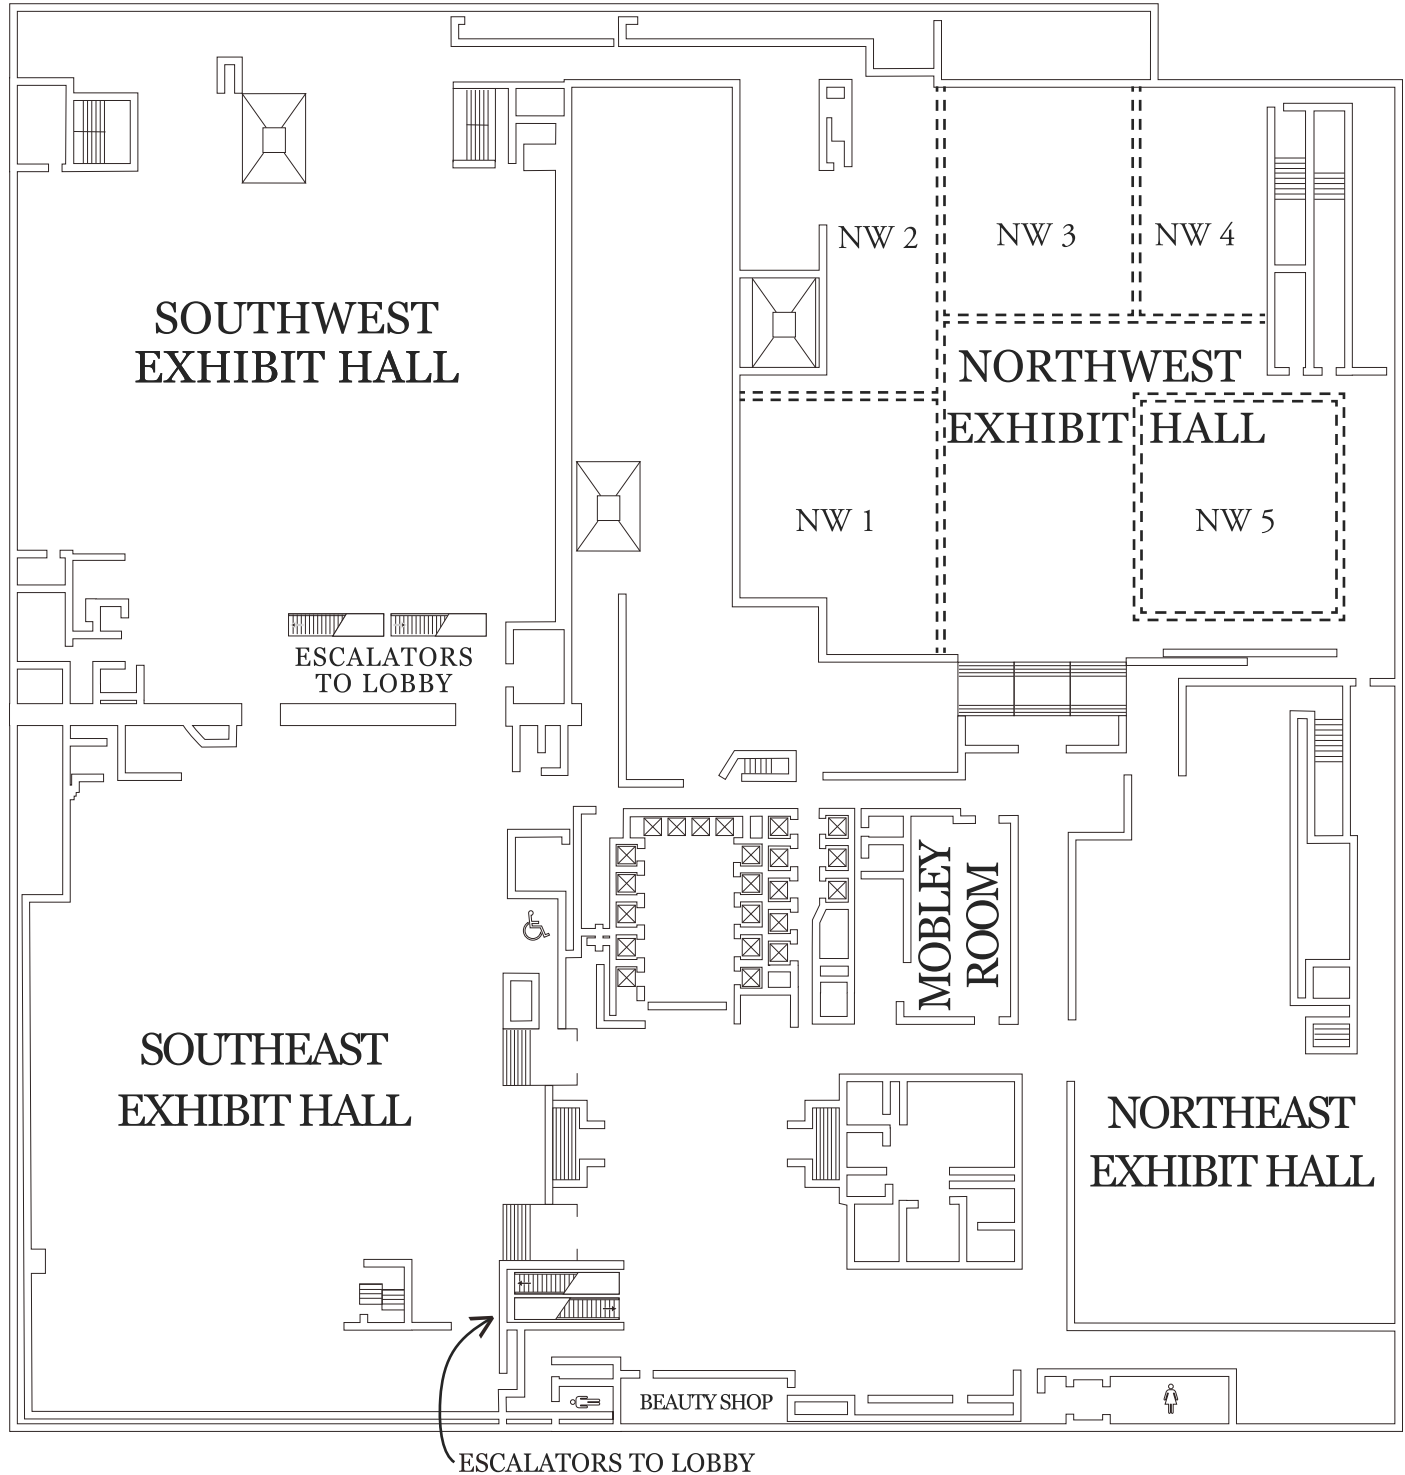 NW 2
NW 3
NW 4
SOUTHWEST
EXHIBIT HALL
NORTHWEST
EXHIBIT HALL
NW 1
NW 5
ESCALATORS
TO LOBBY
MOBLEY
ROOM
SOUTHEAST
EXHIBIT HALL
NORTHEAST
EXHIBIT HALL
BEAUTY SHOP
ESCALATORS TO LOBBY